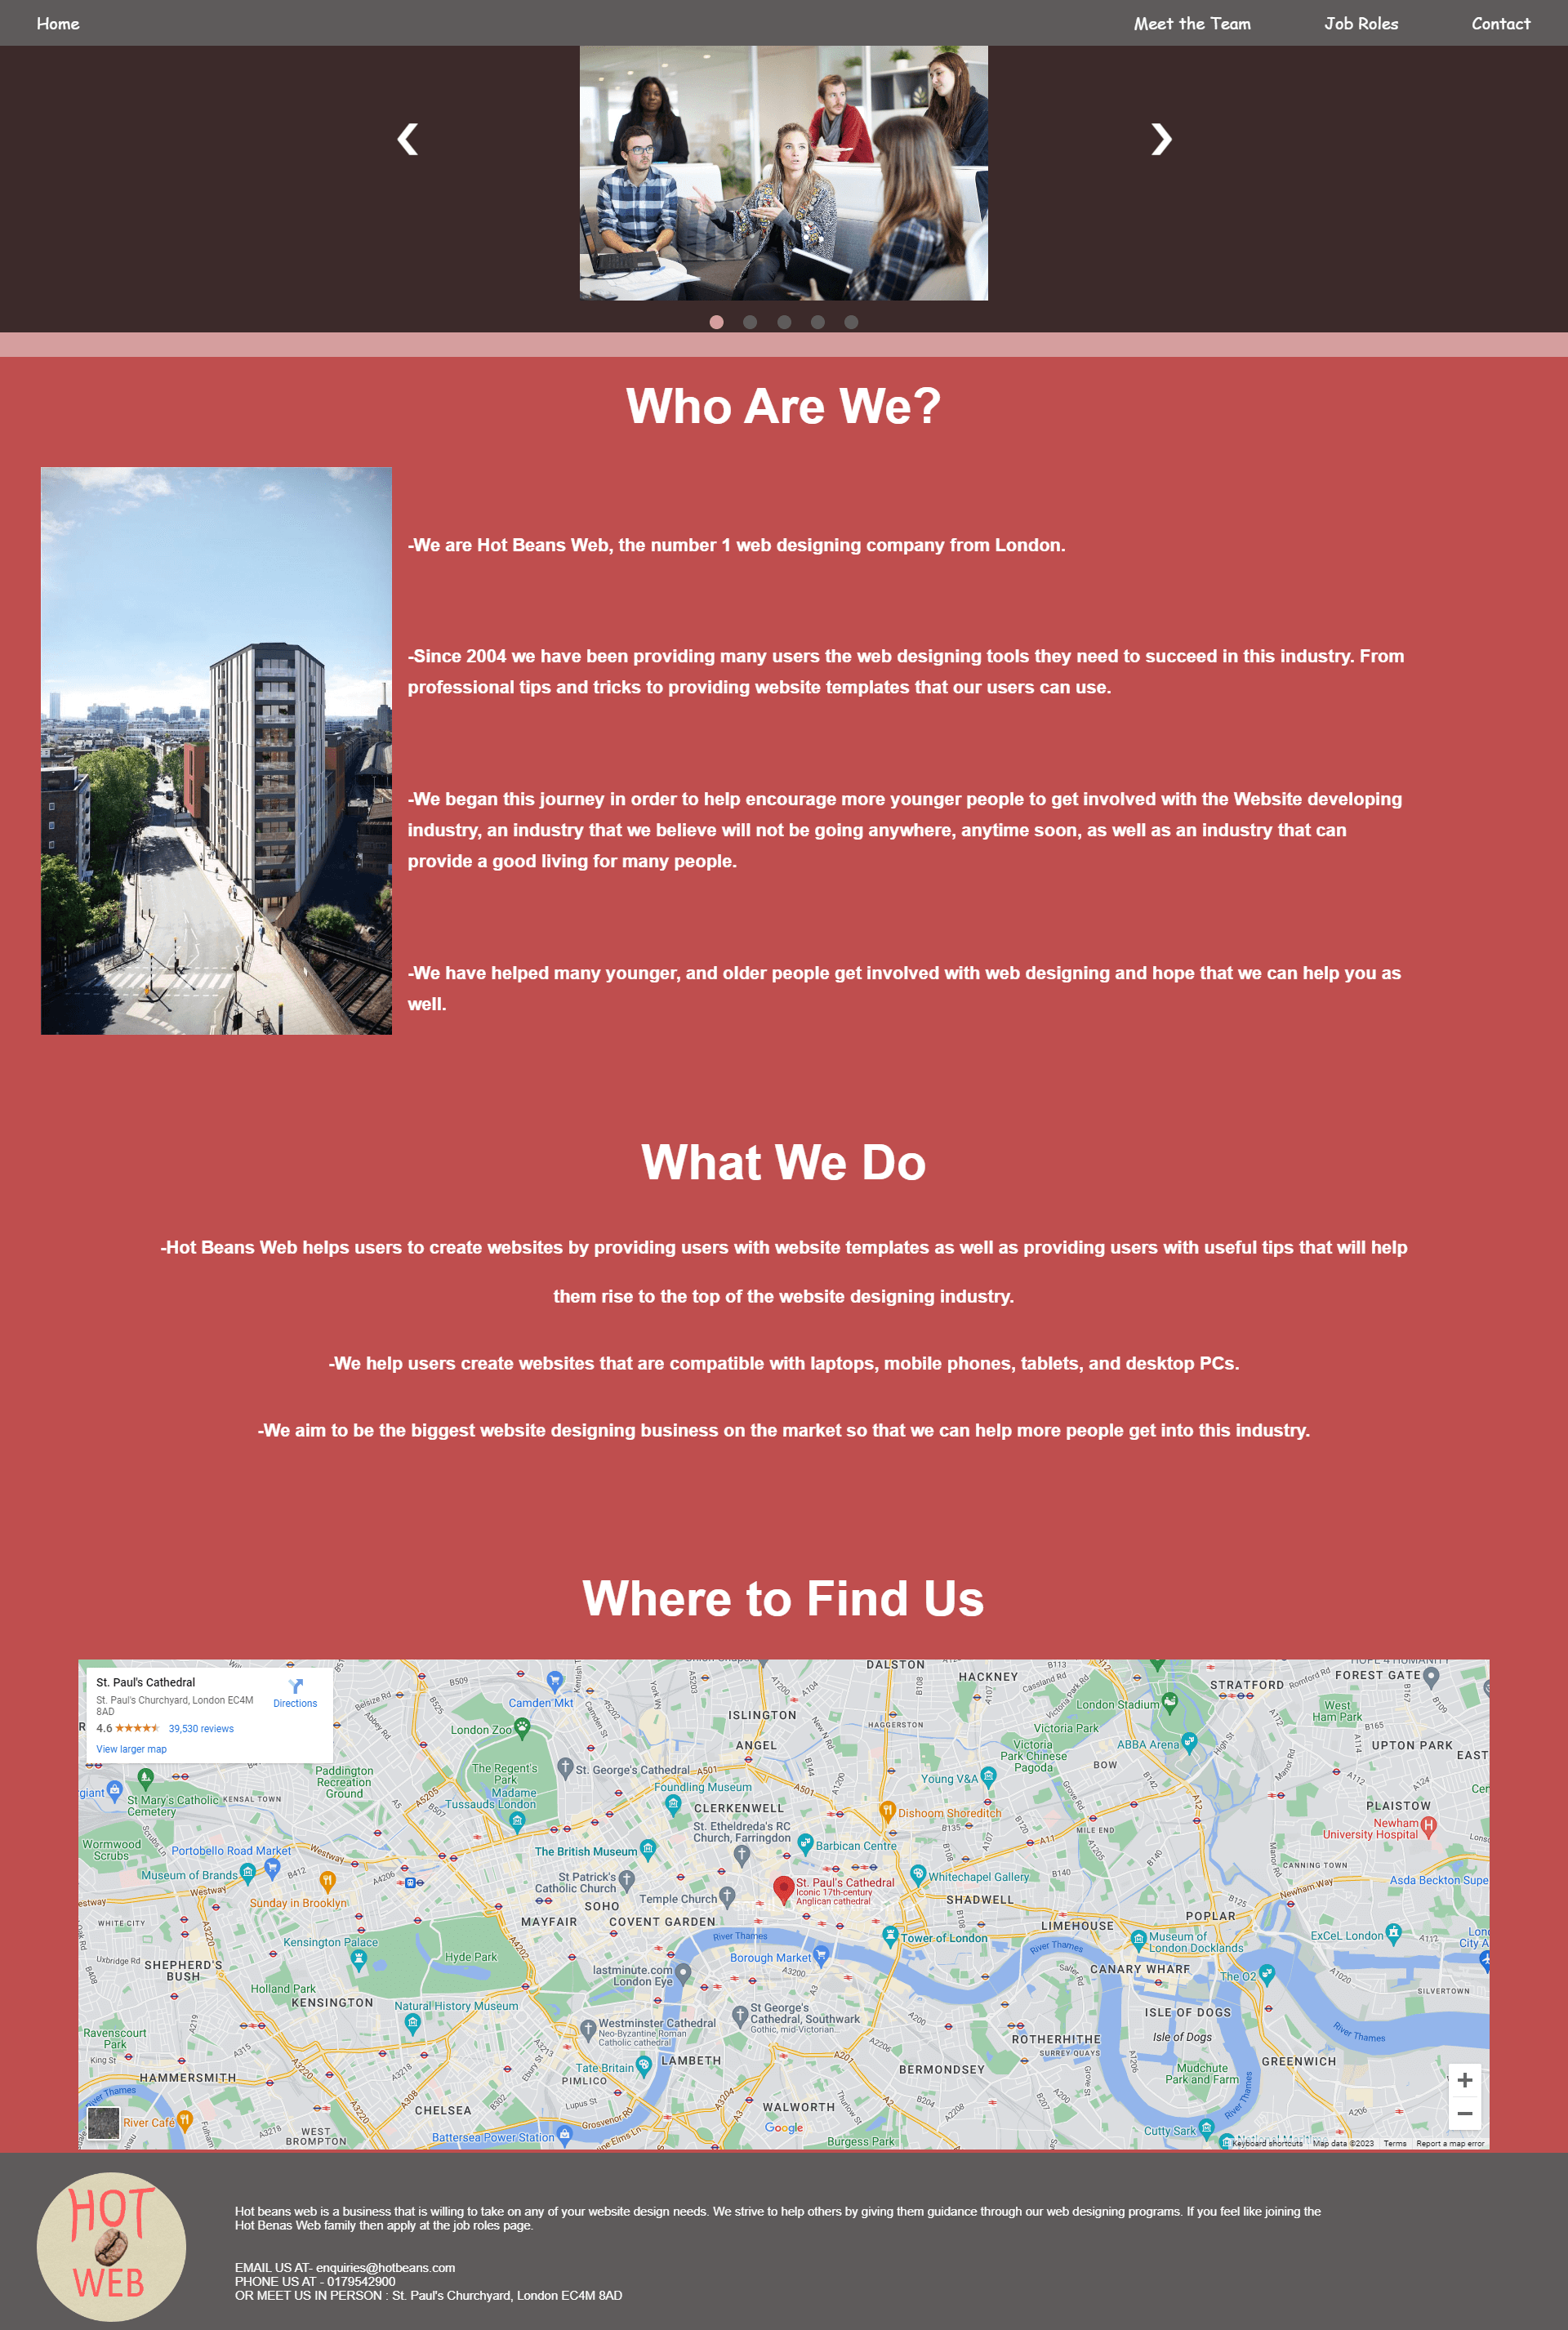 Home
Meet the Team
Job Roles
Contact
Who Are We?
-We are Hot Beans Web, the number 1 web designing company from London.
-Since 2004 we have been providing many users the web designing tools they need to succeed in this industry. From
professional tips and tricks to providing website templates that our users can use.
-We began this journey in order to help encourage more younger people to get involved with the Website developing
industry, an industry that we believe will not be going anywhere, anytime soon, as well as an industry that can
provide a good living for many people.
-We have helped many younger, and older people get involved with web designing and hope that we can help you as
well.
What We Do
-Hot Beans Web helps users to create websites by providing users with website templates as well as providing users with useful tips that will help
them rise to the top of the website designing industry.
-We help users create websites that are compatible with laptops, mobile phones, tablets, and desktop PCs.
-We aim to be the biggest website designing business on the market so that we can help more people get into this industry.
Where to Find Us
St. Paul's Cathedral
St. Paul's Churchyard, London EC4M
8AD
Directions
4.6
39,530 reviews
View larger map
DALSTON
HACKNEY
STRATFORD
FOREST GATE
Camden Mkt
London Zoo
ISLINGTON
HAGGERSTON
London Stadium
West
Ham Park
ANGEL
Victoria Park
Victoria
Park Chinese
Pagoda
ABBA Arena
BOW
UPTON PARK
Paddington
Recreation
Ground
The Regent's
Park
St. George's Cathedral
Madame
Tussauds London
Foundling Museum
CLERKENWELL
Young V&A
St Mary's Catholic
Cemetery
KENSAL TOWN
Dishoom Shoreditch
PLAISTOW
Newham
University Hospital
Wormwood
Scrubs
Portobello Road Market
Museum of Brands
The British Museum
St. Etheldreda's RC
Church, Farringdon
Barbican Centre
MILE END
CANNING TOWN
Sunday in Brooklyn
St Patrick's
Catholic Church
Temple Church
St. Paul's Cathedral
Iconic 17th-century
Anglican cathedral
Whitechapel Gallery
Asda Beckton Supe
SOHO
MAYFAIR
COVENT GARDEN
SHADWELL
LIMEHOUSE
POPLAR
WHITE CITY
Kensington Palace
Hyde Park
River Thames
Borough Market
Tower of London
River Thames
Museum of
London Docklands
ExCeL London
SHEPHERD'S
BUSH
Holland Park
KENSINGTON
lastminute.com
London Eye
CANARY WHARF
The O2
SILVERTOWN
Natural History Museum
Westminster Cathedral
Neo-Byzantine Roman
Catholic cathedral
St George's
Cathedral, Southwark
Gothic, mid-Victorian...
ISLE OF DOGS
Isle of Dogs
River Thames
Ravenscourt
Park
King St
ROTHERHITHE
SURREY QUAYS
GREENWICH
HAMMERSMITH
Tate Britain
PIMLICO
LAMBETH
BERMONDSEY
Mudchute
Park and Farm
CHELSEA
WALWORTH
River Café
WEST
BROMPTON
Battersea Power Station
Google
Burgess Park
Cutty Sark
Keyboard shortcuts
Map data ©2023
Terms
Report a map error
HOT
WEB
Hot beans web is a business that is willing to take on any of your website design needs. We strive to help others by giving them guidance through our web designing programs. If you feel like joining the
Hot Benas Web family then apply at the job roles page.
EMAIL US AT- enquiries@hotbeans.com
PHONE US AT - 0179542900
OR MEET US IN PERSON : St. Paul's Churchyard, London EC4M 8AD